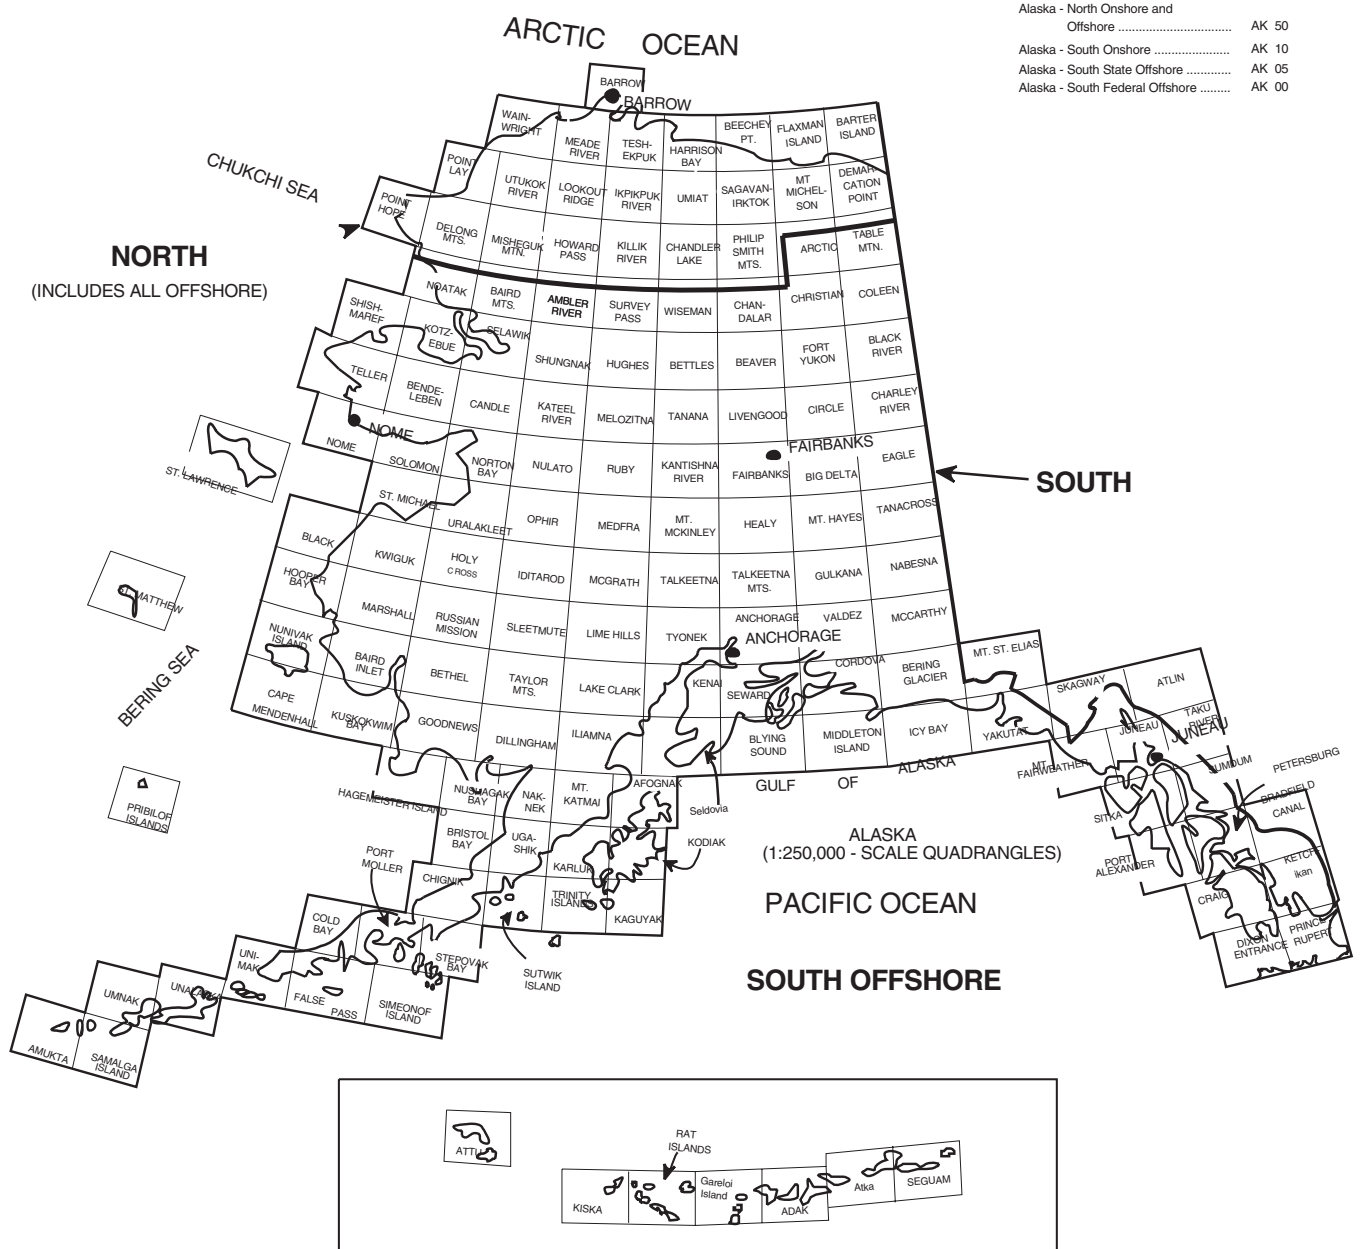 Alaska - North Onshore and
Offshore ................................. AK 50
Alaska - South Onshore ...................... AK 10
Alaska - South State Offshore ............. AK 05
Alaska - South Federal Offshore ......... AK 00
ARCTIC OCEAN
BARROW
BARROW
WAIN-
WRIGHT
MEADE
RIVER
TESH-
EKPUK
HARRISON
BAY
BEECHEY
PT.
FLAXMAN
ISLAND
BARTER
ISLAND
CHUKCHI SEA
POINT
LAY
UTUKOK
RIVER
LOOKOUT
RIDGE
IKPIKPUK
RIVER
UMIAT
SAGAVAN-
IRKTOK
MT
MICHEL-
SON
DEMAR-
CATION
POINT
POINT
HOPE
DELONG
MTS.
MISHEGUK
MTN.
HOWARD
PASS
KILLIK
RIVER
CHANDLER
LAKE
PHILIP
SMITH
MTS.
ARCTIC
TABLE
MTN.
NORTH
(INCLUDES ALL OFFSHORE)
NOATAK
BAIRD
MTS.
AMBLER
RIVER
SURVEY
PASS
WISEMAN
CHAN-
DALAR
CHRISTIAN
COLEEN
SHISH-
MAREF
KOTZ-
EBUE
SELAWIK
SHUNGNAK
HUGHES
BETTLES
BEAVER
FORT
YUKON
BLACK
RIVER
TELLER
BENDE-
LEBEN
CANDLE
KATEEL
RIVER
MELOZITNA
TANANA
LIVENGOOD
CIRCLE
CHARLEY
RIVER
NOME
NOME
SOLOMON
NORTON
BAY
NULATO
RUBY
KANTISHNA
RIVER
FAIRBANKS
FAIRBANKS
BIG DELTA
EAGLE
ST. LAWRENCE
SOUTH
ST. MICHAEL
URALAKLEET
OPHIR
MEDFRA
MT.
MCKINLEY
HEALY
MT. HAYES
TANACROSS
BLACK
KWIGUK
HOLY
CROSS
IDITAROD
MCGRATH
TALKEETNA
TALKEETNA
MTS.
GULKANA
NABESNA
HOOPER
BAY
MARSHALL
RUSSIAN
MISSION
SLEETMUTE
LIME HILLS
TYONEK
ANCHORAGE
ANCHORAGE
VALDEZ
MCCARTHY
ST. MATTHEW
NUNIVAK
ISLAND
BAIRD
INLET
BETHEL
TAYLOR
MTS.
LAKE CLARK
KENAI
SEWARD
CORDOVA
BERING
GLACIER
MT. ST. ELIAS
BERING SEA
CAPE
MENDENHALL
KUSKOKWIM
BAY
GOODNEWS
DILLINGHAM
ILIAMNA
BLYING
SOUND
MIDDLETON
ISLAND
ICY BAY
YAKUTAT
SKAGWAY
ATLIN
MT.
FAIRWEATHER
JUNEAU
TAKU
RIVER
JUNEAU
PRIBILOF
ISLANDS
HAGEMEISTER ISLAND
NUSHAGAK
BAY
NAK-
NEK
MT.
KATMAI
AFOGNAK
Seldovia
GULF OF ALASKA
SUMDUM
PETERSBURG
SITKA
BRADFIELD
CANAL
PORT
MOLLER
BRISTOL
BAY
UGA-
SHIK
KARLUK
KODIAK
ALASKA
(1:250,000 - SCALE QUADRANGLES)
PORT
ALEXANDER
KETCH-
ikan
CHIGNIK
TRINITY
ISLANDS
KAGUYAK
PACIFIC OCEAN
CRAIG
COLD
BAY
STEPOVAK
BAY
SUTWIK
ISLAND
SOUTH OFFSHORE
DIXON
ENTRANCE
PRINCE
RUPERT
UNI-
MAK
FALSE
PASS
SIMEONOF
ISLAND
UMNAK
UNALASKA
AMUKTA
SAMALGA
ISLAND
ATTU
RAT
ISLANDS
KISKA
Gareloi
Island
ADAK
Atka
SEGUAM